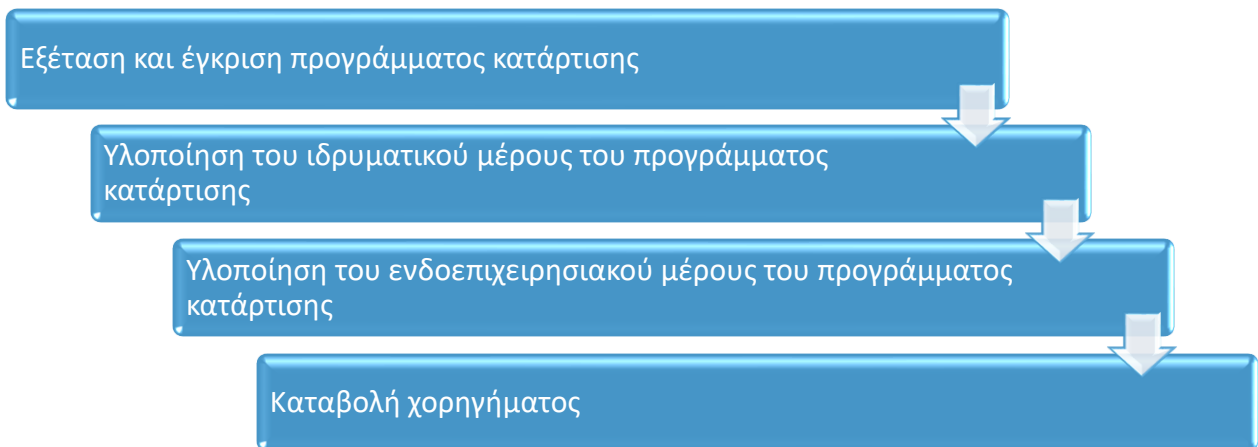 Εξέταση και έγκριση προγράμματος κατάρτισης
Υλοποίηση του ιδρυματικού μέρους του προγράμματος
κατάρτισης
Υλοποίηση του ενδοεπιχειρησιακού μέρους του προγράμματος
κατάρτισης
Καταβολή χορηγήματος